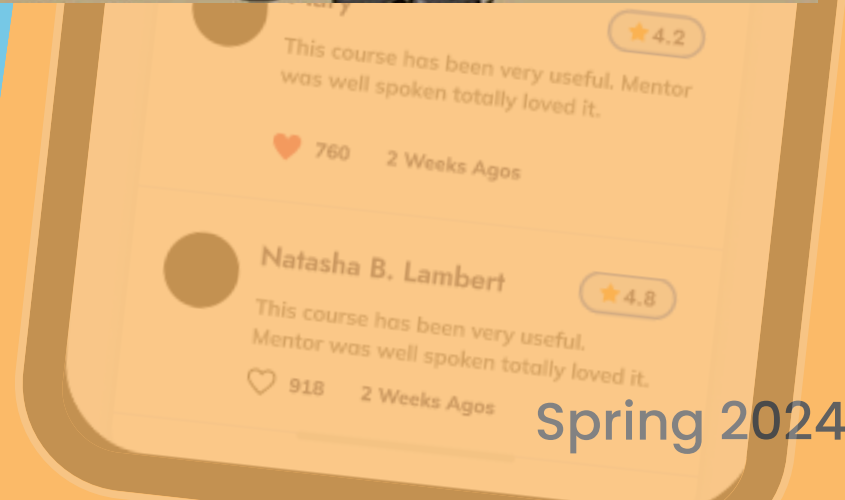 4.2
This course has been very useful. Mentor
was well spoken totally loved it.
760 2 Weeks Agos
Natasha B. Lambert
4.8
This course has been very useful.
Mentor was well spoken totally loved it.
918 2 Weeks Agos
Spring 2024